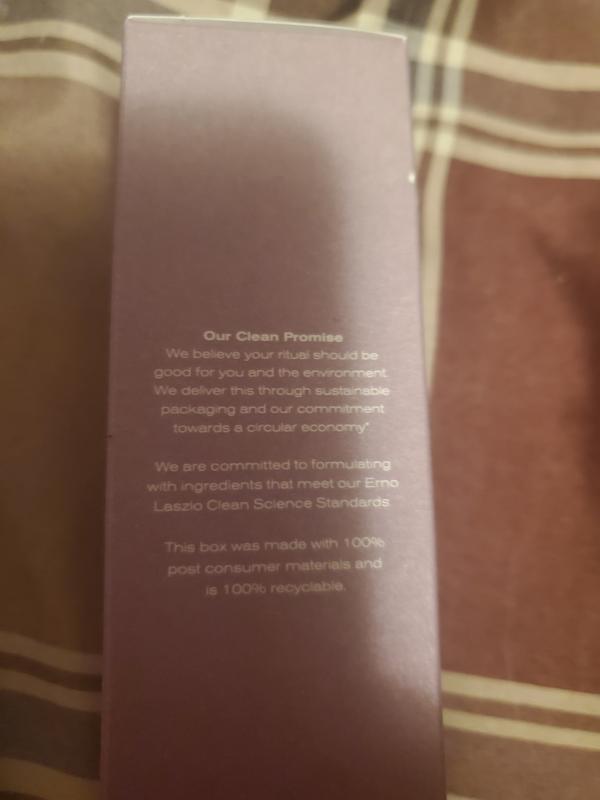 Our Clean Promise
We believe your ritual should be
good for you and the environment.
We deliver this through sustainable
packaging and our commitment
towards a circular economy*
We are committed to formulating
with ingredients that meet our Erno
Laszlo Clean Science Standards
This box was made with 100%
post consumer materials and
is 100% recyclable.